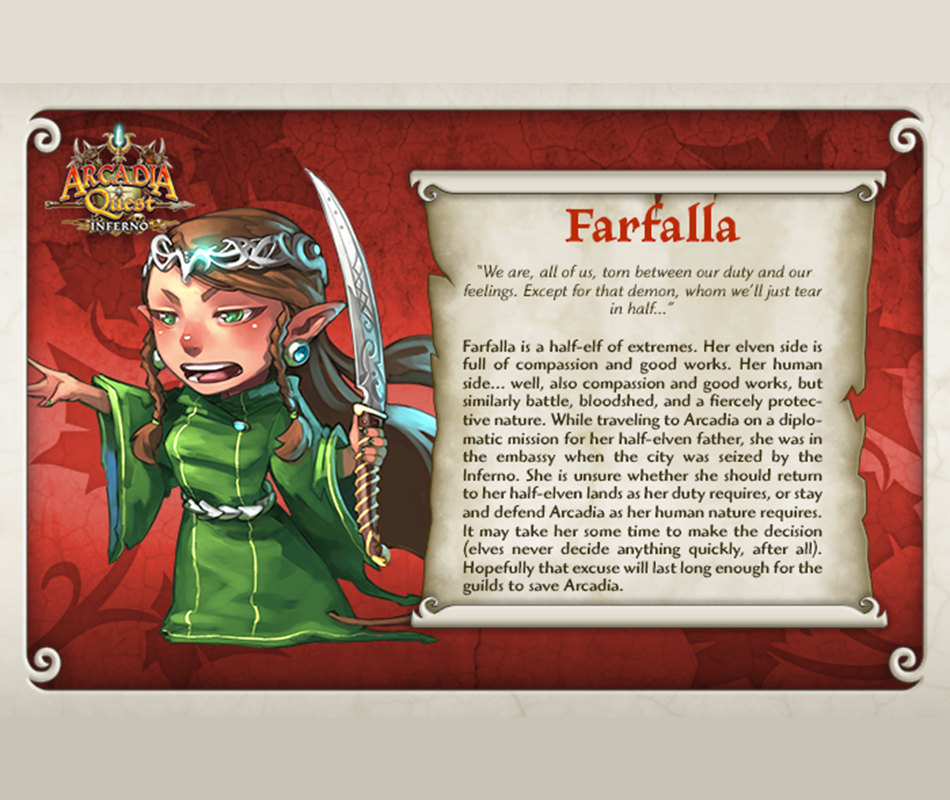 ARCADIA
Quest
INFERNO
Farfalla
"We are, all of us, torn between our duty and our
feelings. Except for that demon, whom we'll just tear
in half..."
Farfalla is a half-elf of extremes. Her elven side is
full of compassion and good works. Her human
side... well, also compassion and good works, but
similarly battle, bloodshed, and a fiercely protec-
tive nature. While traveling to Arcadia on a diplo-
matic mission for her half-elven father, she was in
the embassy when the city was seized by the
Inferno. She is unsure whether she should return
to her half-elven lands as her duty requires, or stay
and defend Arcadia as her human nature requires.
It may take her some time to make the decision
(elves never decide anything quickly, after all).
Hopefully that excuse will last long enough for the
guilds to save Arcadia.